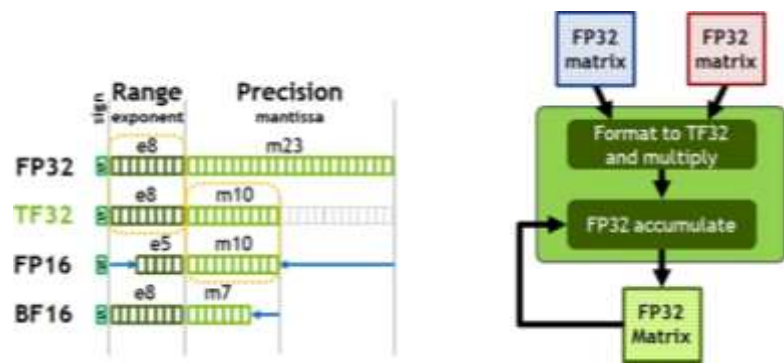 sign
Range
exponent
Precision
mantissa
FP32
e8
m23
TF32
e8
m10
FP16
e5
m10
BF16
e8
m7
FP32
matrix
FP32
matrix
Format to TF32
and multiply
FP32 accumulate
FP32
Matrix